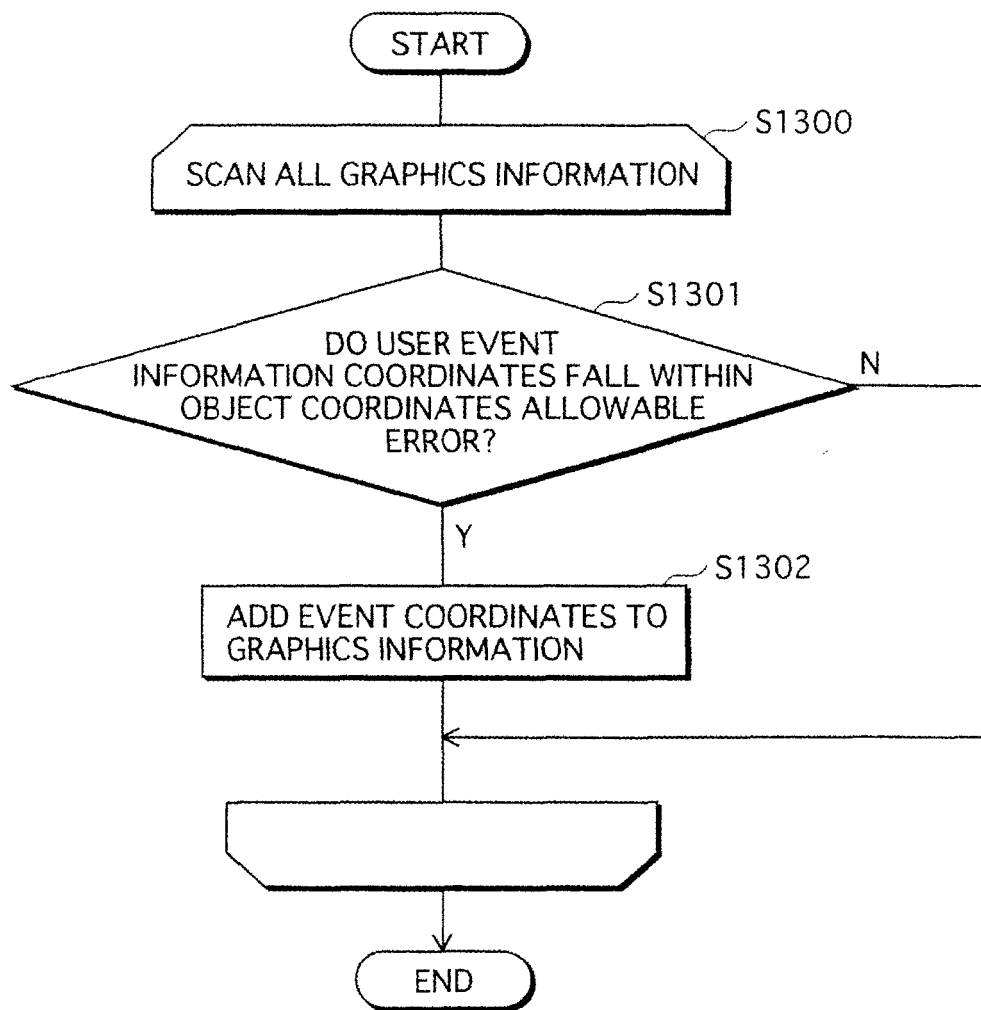 START
S1300
SCAN ALL GRAPHICS INFORMATION
S1301
DO USER EVENT
INFORMATION COORDINATES FALL WITHIN
OBJECT COORDINATES ALLOWABLE
ERROR?
N
Y
S1302
ADD EVENT COORDINATES TO
GRAPHICS INFORMATION
END